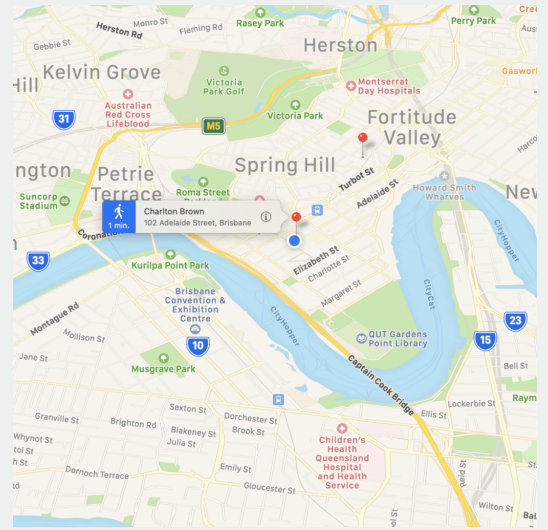 Monro St
Rasey Park
Perry Park
Herston Rd
Fleming Rd
Gebbie St
Herston
Kelvin Grove
Victoria
Park Golf
Montserrat
Day Hospitals
Australian
Red Cross
Lifeblood
31
M5
Victoria Park
Fortitude
Valley
Petrie
Terrace
Spring Hill
Turbot St
Adelaide St
Roma Street
Howard Smith
Wharves
Suncorp
Stadium
1 min.
Charlton Brown
102 Adelaide Street, Brisbane
33
Kurilpa Point Park
Elizabeth St
Charlotte St
Margaret St
CityHopper
CityCat
Brisbane
Convention &
Exhibition
Centre
CityHopper
10
Montague Rd
Mollison St
QUT Gardens
Point Library
23
15
Jane St
Musgrave Park
Captain Cook Bridge
Bell St
Sexton St
Dorchester St
Lockerbie St
Ellis St
Granville St
Brighton Rd
Blakeney St
Brook St
Julia St
Whynot St
Children's
Health
Queensland
Hospital
and Health
Service
Dornoch Terrace
Emily St
Gloucester St
Reid St
Wilton St